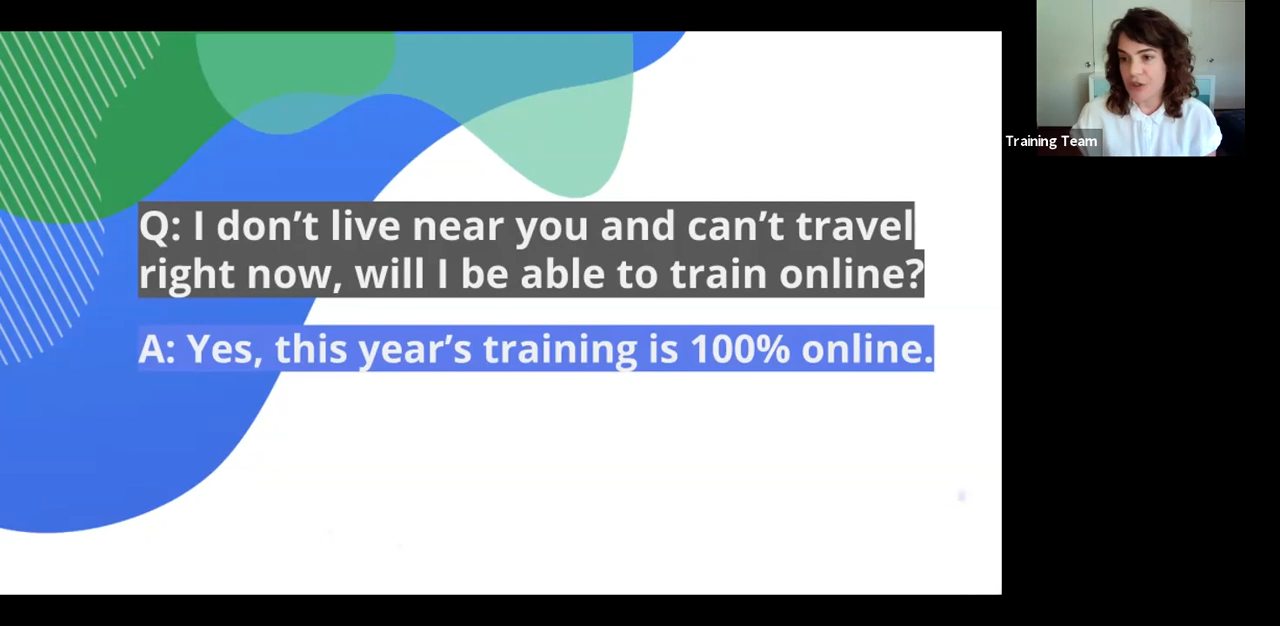 Q: I don’t live near you and can’t travel
right now, will I be able to train online?
A: Yes, this year’s training is 100% online.
Training Team